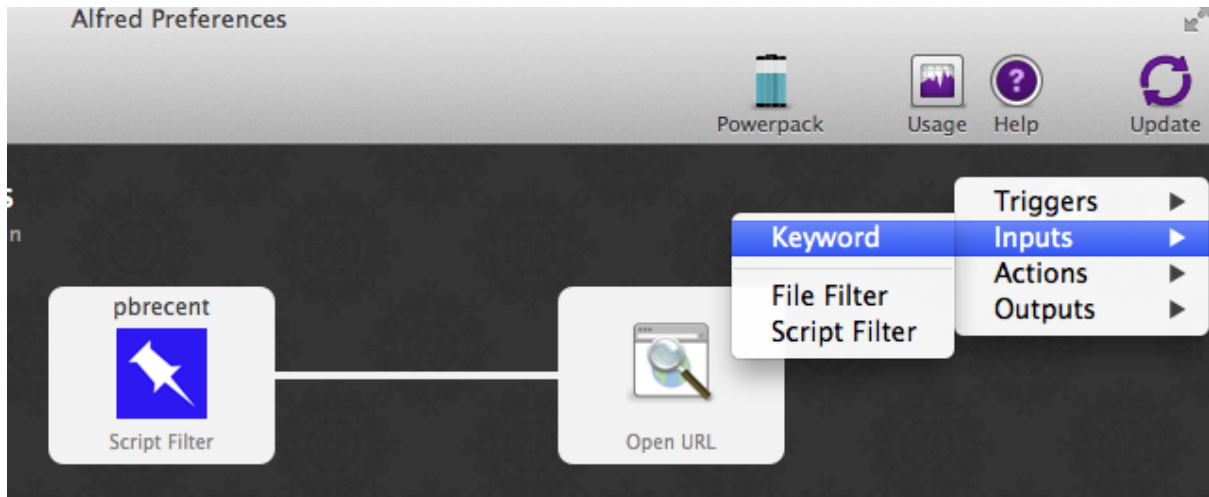 Alfred Preferences
Powerpack
Usage
Help
Update
s
n
Triggers
Inputs
Actions
Outputs
Keyword
File Filter
Script Filter
pbrecent
Script Filter
Open URL